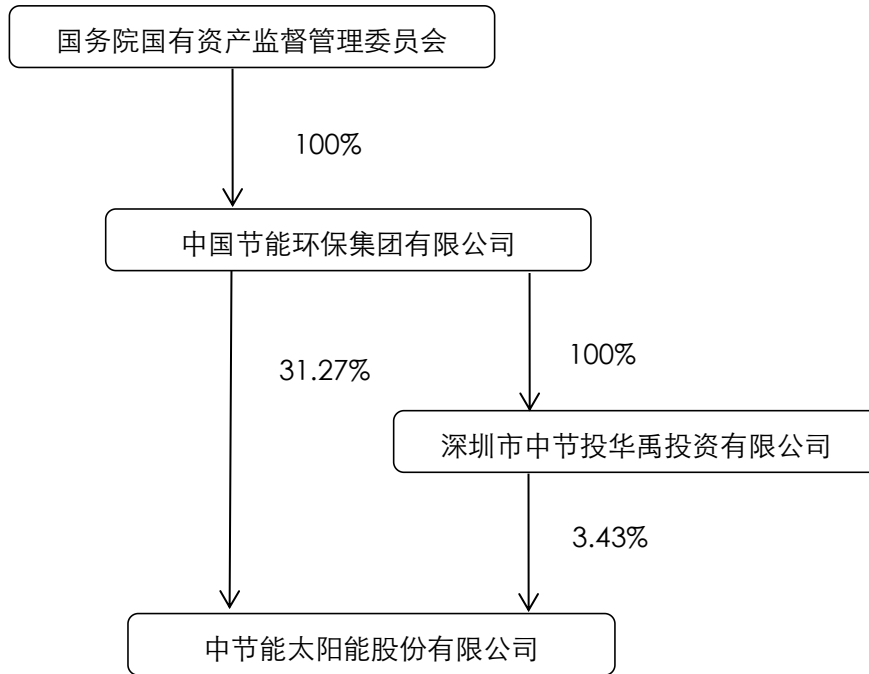 国务院国有资产监督管理委员会
100%
中国节能环保集团有限公司
31.27%
100%
深圳市中节投华禹投资有限公司
3.43%
中节能太阳能股份有限公司